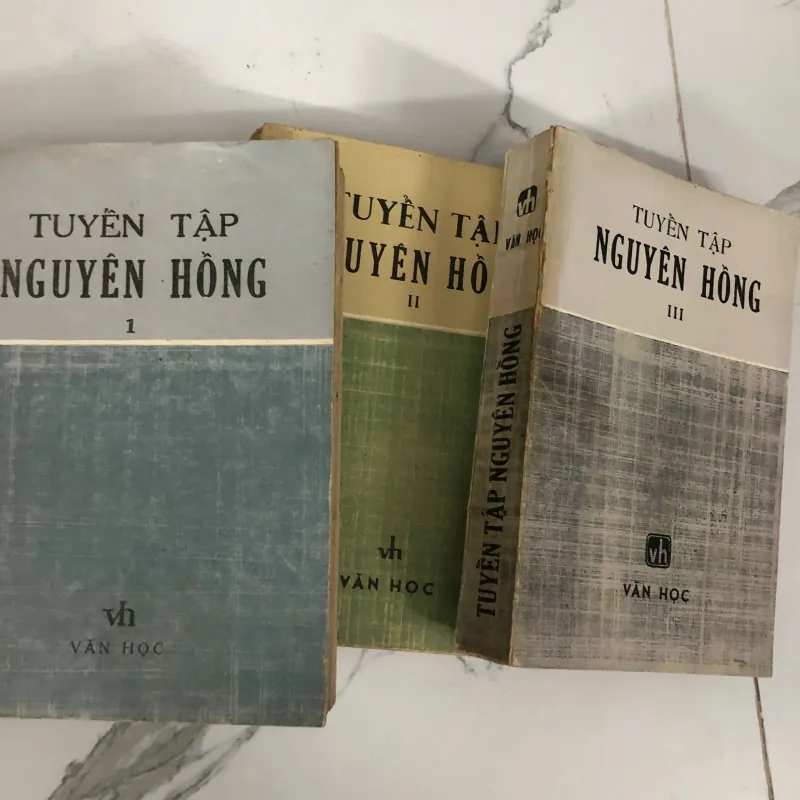 TUYỂN TẬP
NGUYÊN HỒNG
1
vh
VĂN HỌC
TUYỂN TẬP
UYÊN HỒ
II
vh
VĂN HỌC
vh
VĂN HỌC
TUYỂN TẬP NGUYÊN HỒNG
TUYỂN TẬP
NGUYÊN HỒNG
III
vh
VĂN HỌC